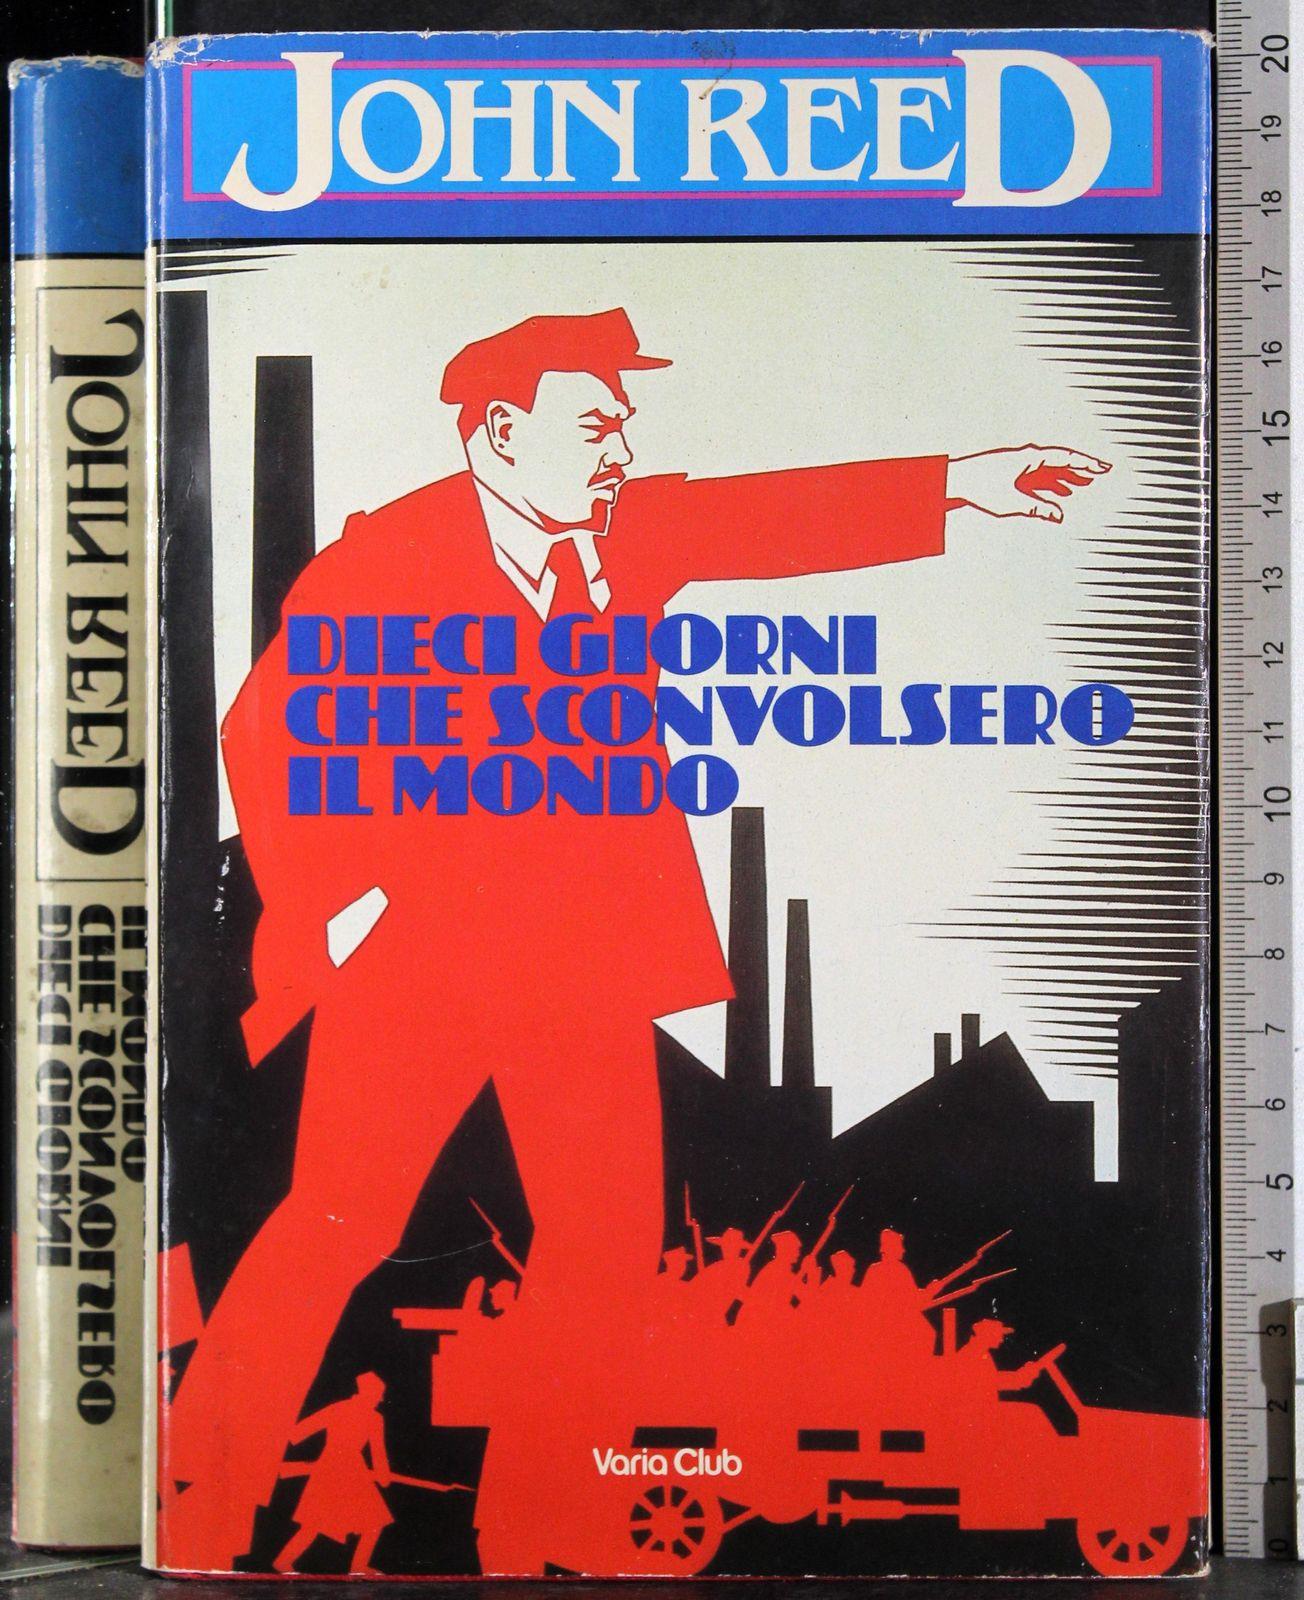 JOHN REED
DIECI GIORNI
CHE SCONVOLSERO
IL MONDO
Varia Club
JOHN REED
DIECI GIORNI
CHE SCONVOLSERO
IL MONDO
20
19
18
17
16
15
14
13
12
11
10
9
8
7
6
5
4
3
2
1
0